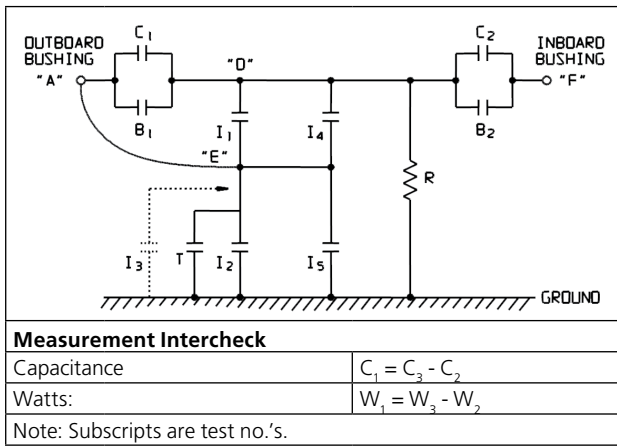 OUTBOARD
BUSHING
"A"
C1
B1
"D"
I1
I4
"E"
I3
T
I2
I5
R
C2
B2
INBOARD
BUSHING
"F"
GROUND
Measurement Intercheck
Capacitance C1 = C3 - C2
Watts: W1 = W3 - W2
Note: Subscripts are test no.'s.